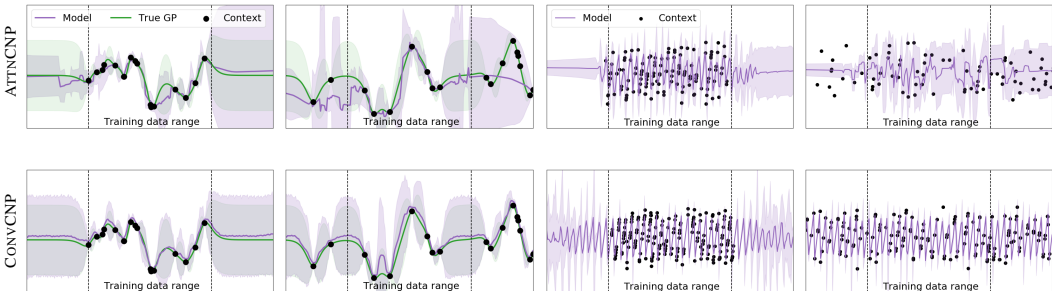 Model True GP Context
Model Context
ATTNCNP
Training data range
Training data range
Training data range
Training data range
CONVCNP
Training data range
Training data range
Training data range
Training data range